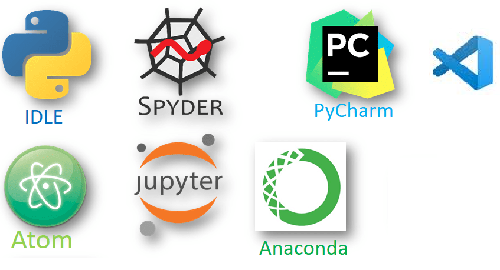 PC
IDLE
SPYDER
PyCharm
jupyter
Atom
Anaconda